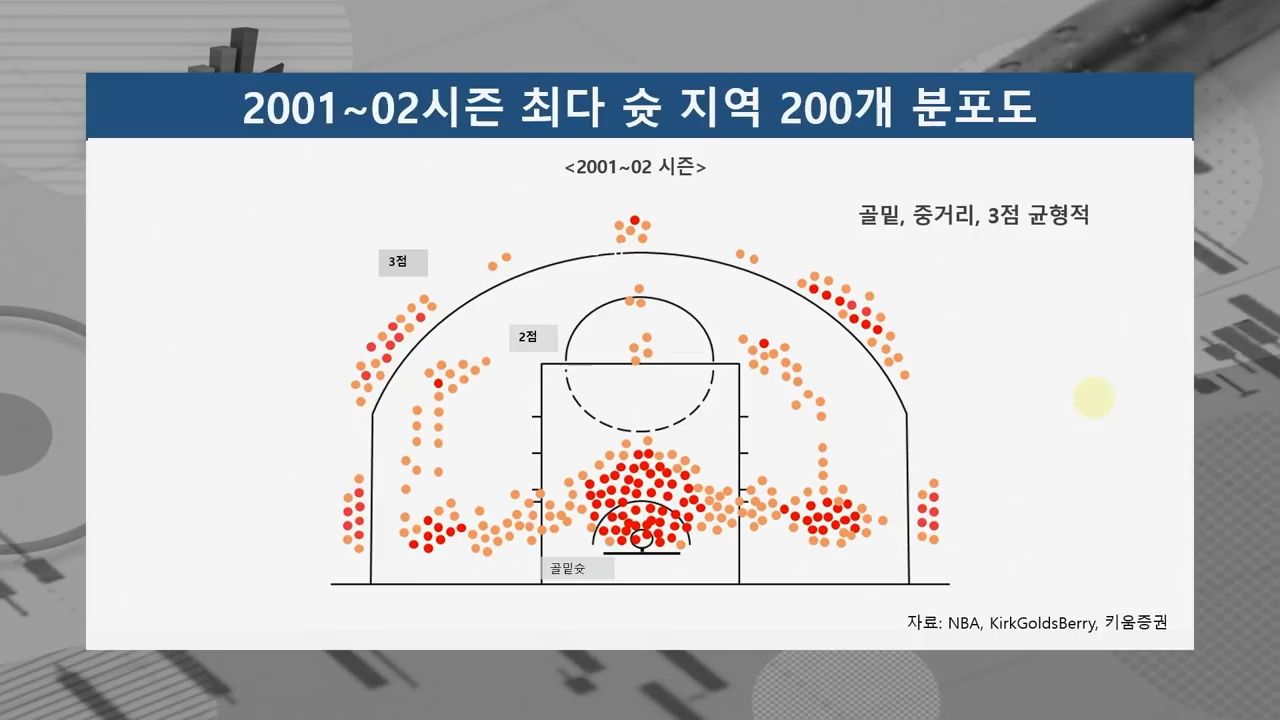 2001~02시즌 최다 슛 지역 200개 분포도
<2001~02 시즌>
골밑, 중거리, 3점 균형적
3점
2점
골밑슛
자료: NBA, KirkGoldsBerry, 키움증권